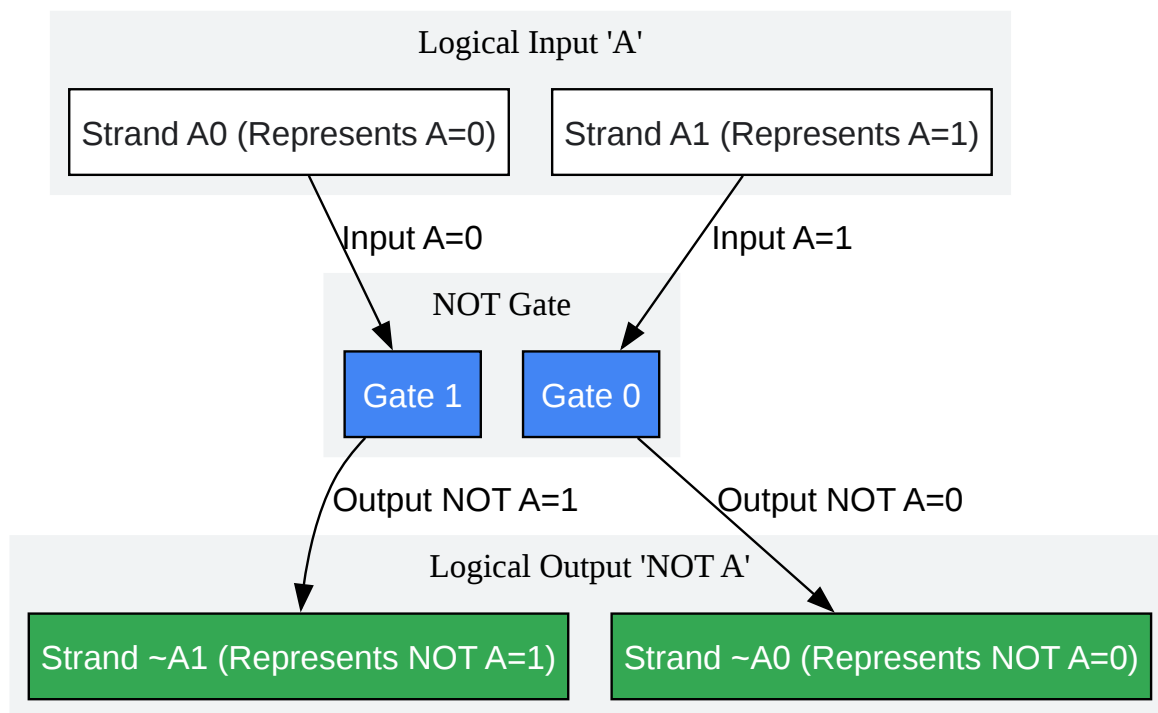 Logical Input 'A'
Strand A0 (Represents A=0)
Strand A1 (Represents A=1)
Input A=0
Input A=1
NOT Gate
Gate 1
Gate 0
Output NOT A=1
Output NOT A=0
Logical Output 'NOT A'
Strand ~A1 (Represents NOT A=1)
Strand ~A0 (Represents NOT A=0)